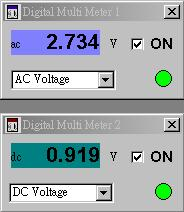 Digital Multi Meter 1
ac 2.734 V ON
AC Voltage
Digital Multi Meter 2
dc 0.919 V ON
DC Voltage